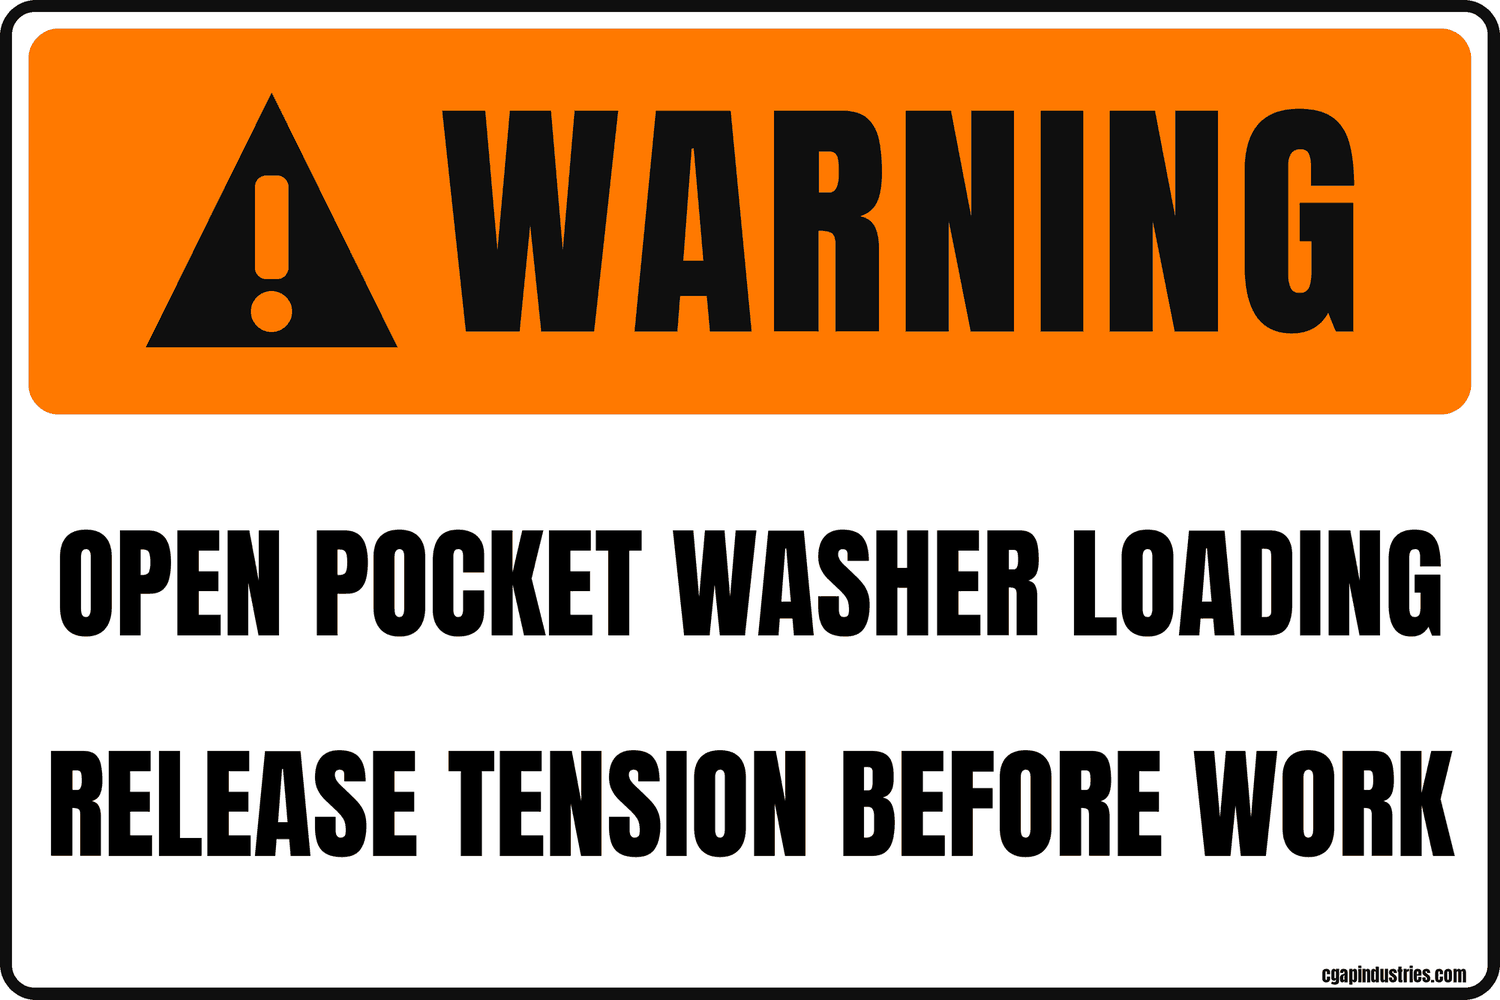 WARNING
OPEN POCKET WASHER LOADING
RELEASE TENSION BEFORE WORK
cgapindustries.com